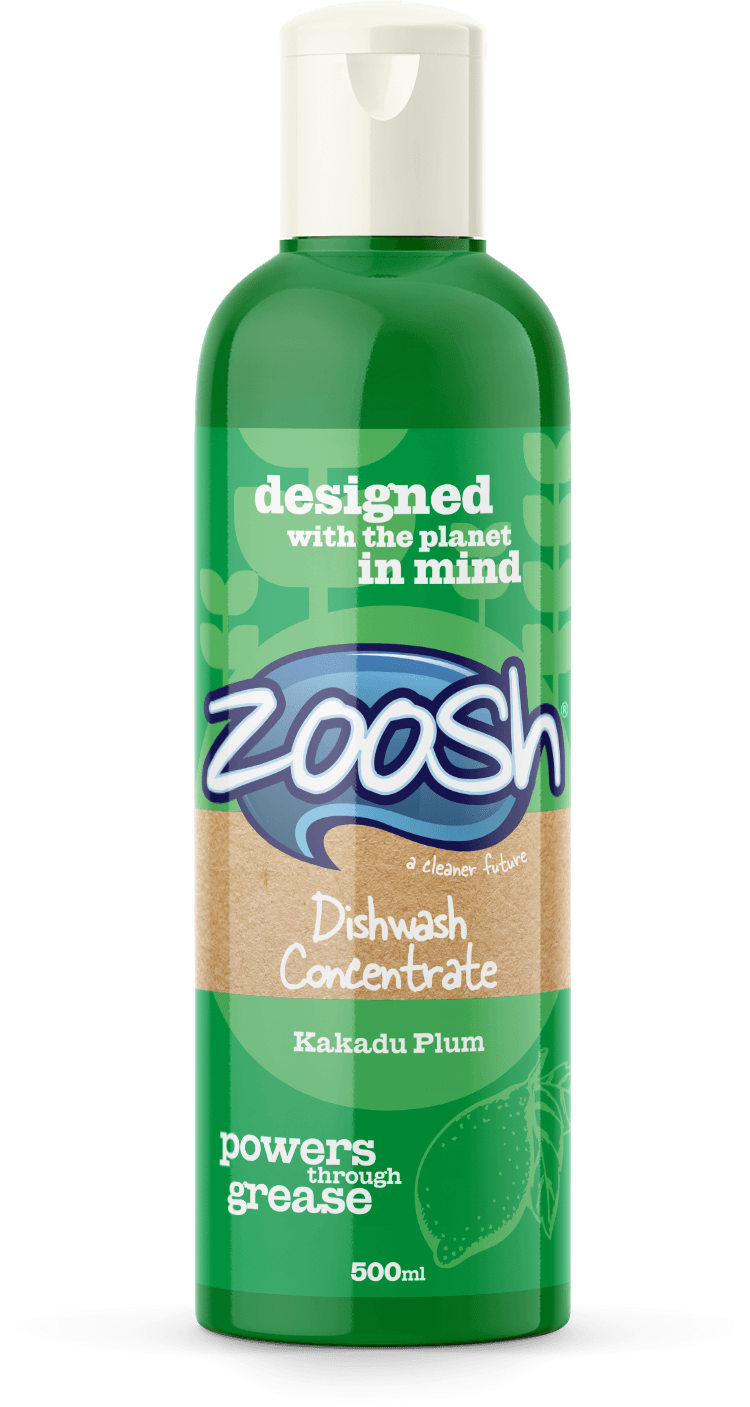 designed
with the planet
in mind
zoosh®
a cleaner future
Dishwash
Concentrate
Kakadu Plum
powers
through
grease
500ml